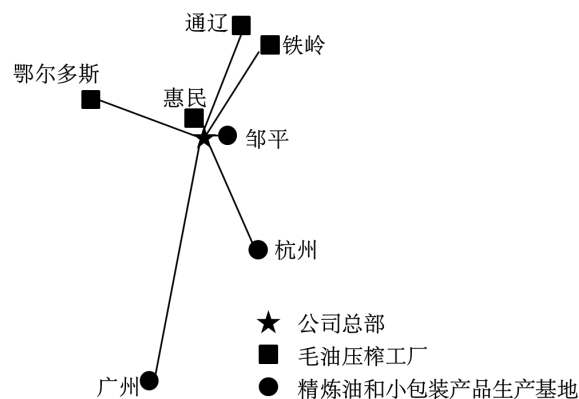 通辽
铁岭
鄂尔多斯
惠民
邹平
杭州
广州
公司总部
毛油压榨工厂
精炼油和小包装产品生产基地